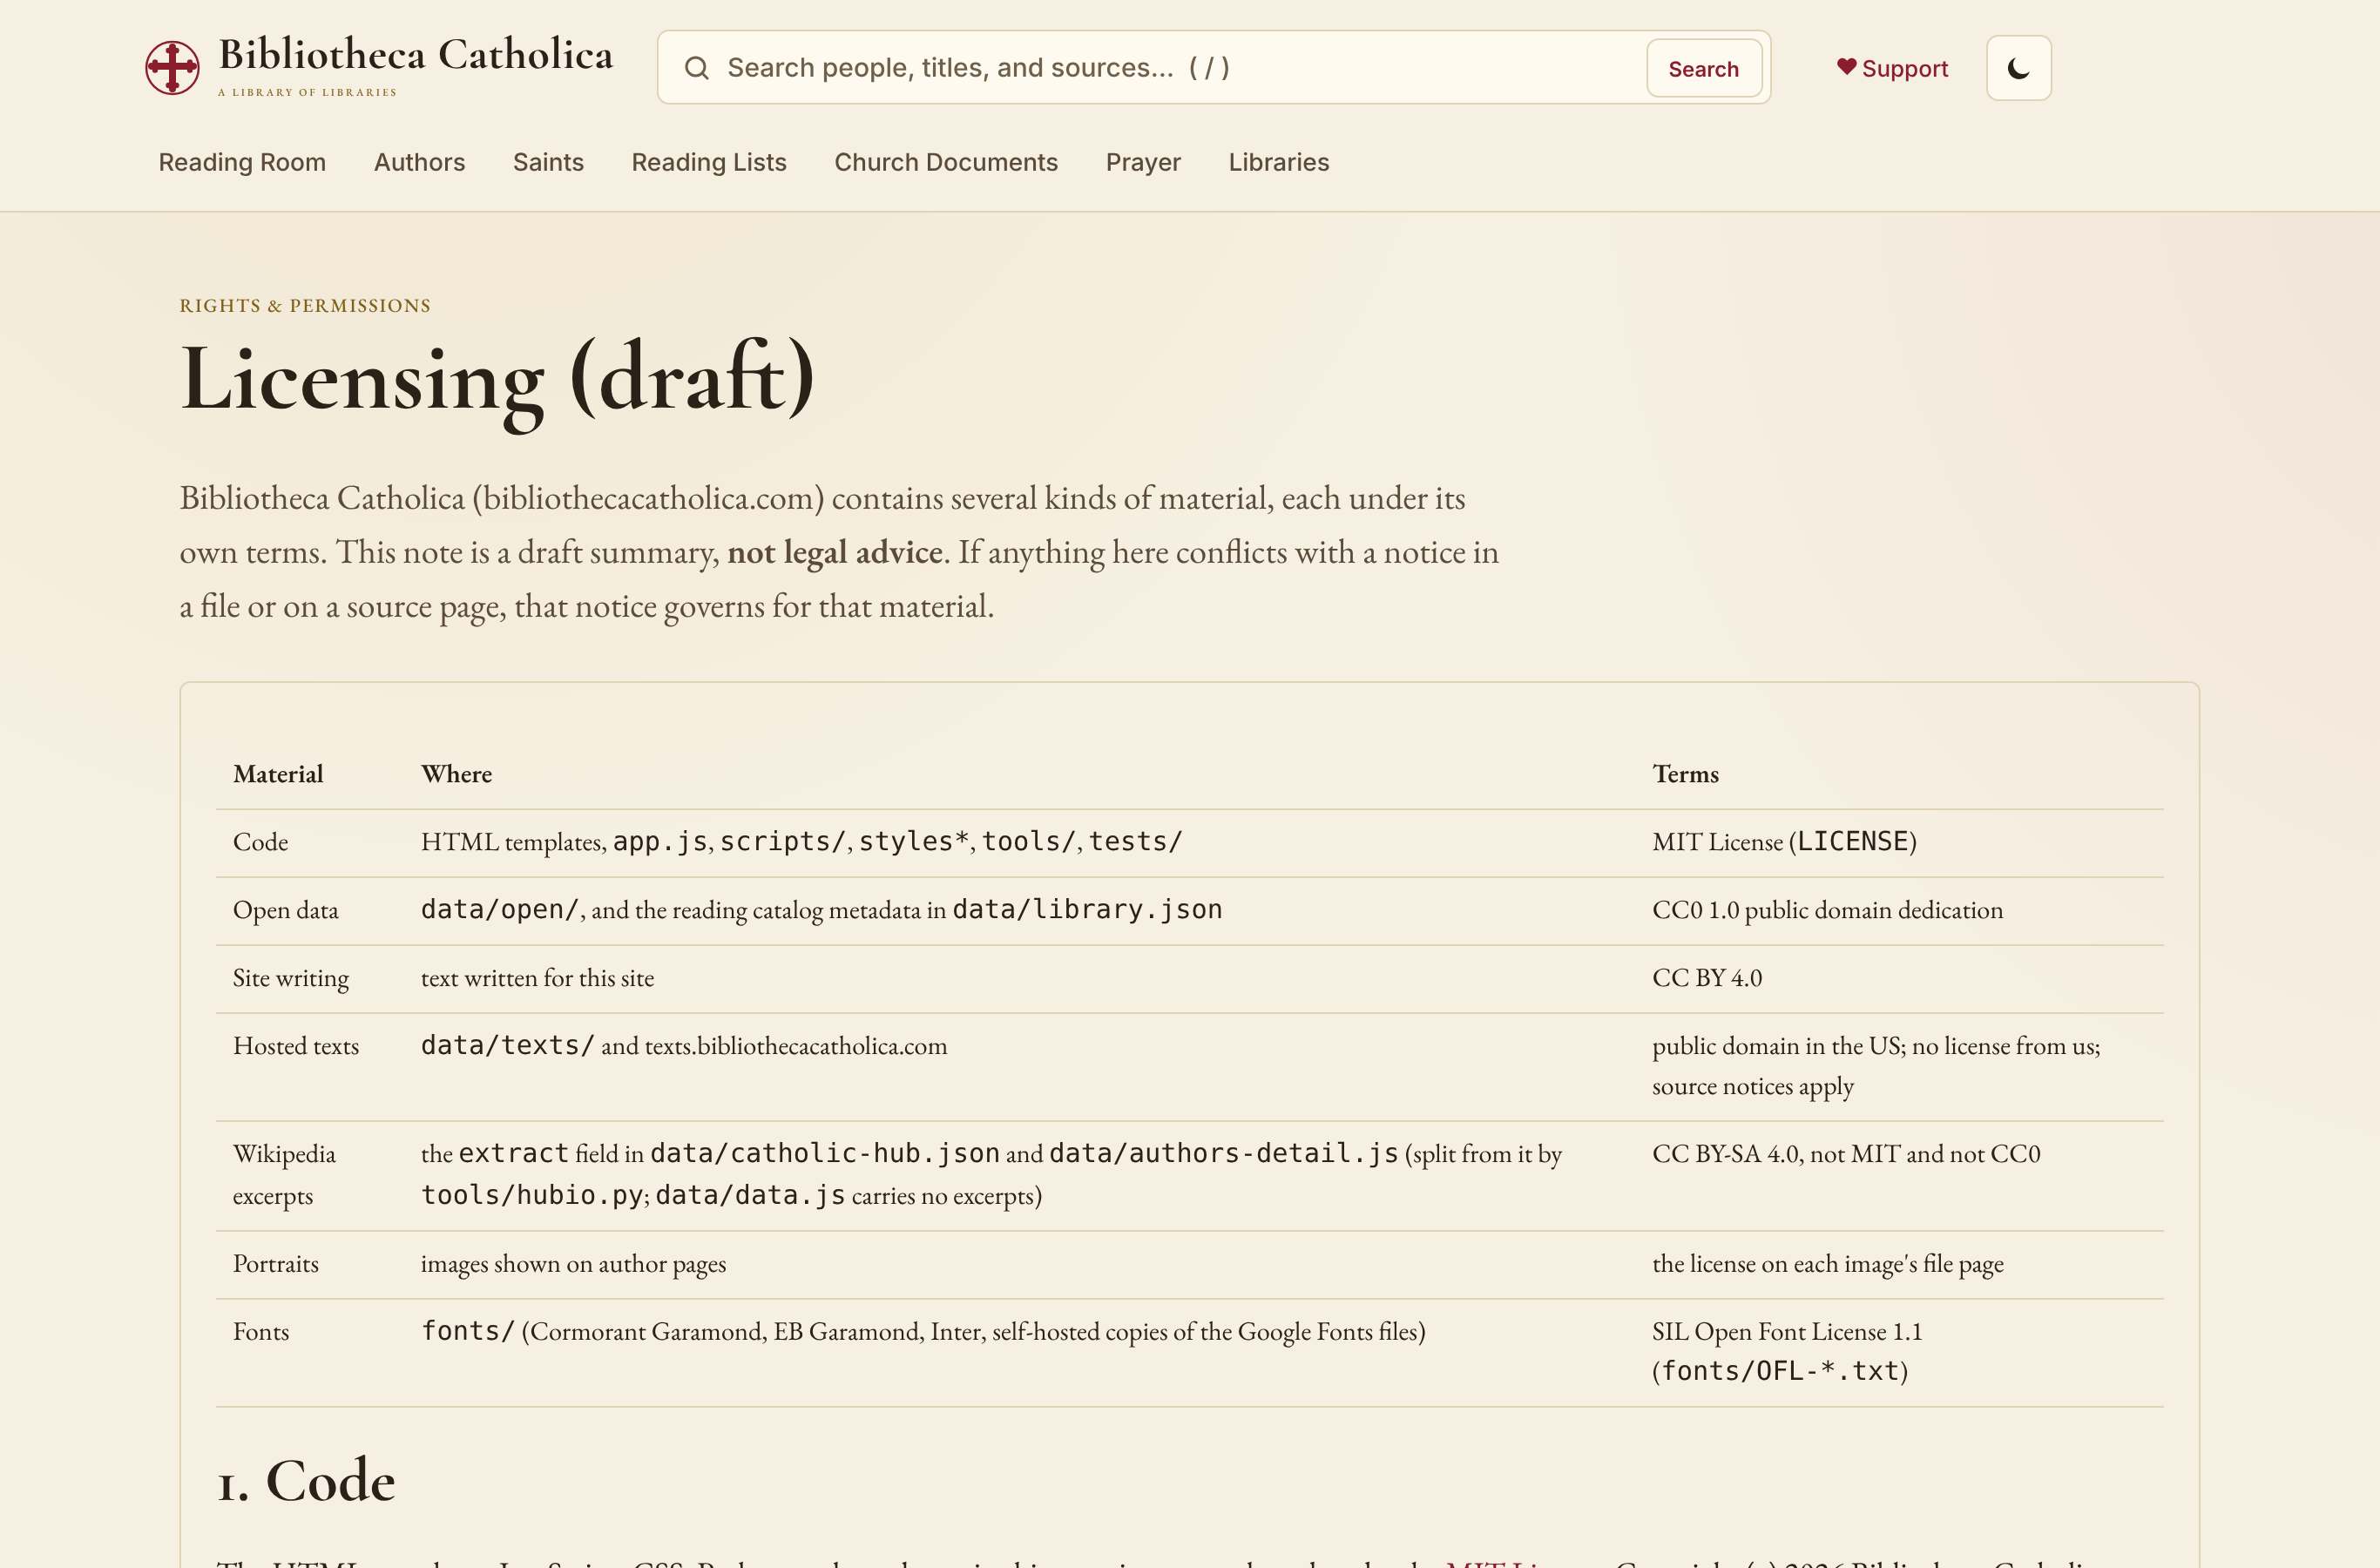 Bibliotheca Catholica
A LIBRARY OF LIBRARIES
Search people, titles, and sources... ( / )
Search
Support
Reading Room Authors Saints Reading Lists Church Documents Prayer Libraries
RIGHTS & PERMISSIONS
Licensing (draft)
Bibliotheca Catholica (bibliothecacatholica.com) contains several kinds of material, each under its
own terms. This note is a draft summary, not legal advice. If anything here conflicts with a notice in
a file or on a source page, that notice governs for that material.
Material Where Terms
Code HTML templates, app.js, scripts/, styles*, tools/, tests/ MIT License (LICENSE)
Open data data/open/, and the reading catalog metadata in data/library.json CC0 1.0 public domain dedication
Site writing text written for this site CC BY 4.0
Hosted texts data/texts/ and texts.bibliothecacatholica.com public domain in the US; no license from us;
source notices apply
Wikipedia the extract field in data/catholic-hub.json and data/authors-detail.js (split from it by CC BY-SA 4.0, not MIT and not CC0
excerpts tools/hubio.py; data/data.js carries no excerpts)
Portraits images shown on author pages the license on each image's file page
Fonts fonts/ (Cormorant Garamond, EB Garamond, Inter, self-hosted copies of the Google Fonts files) SIL Open Font License 1.1
(fonts/OFL-*.txt)
1. Code